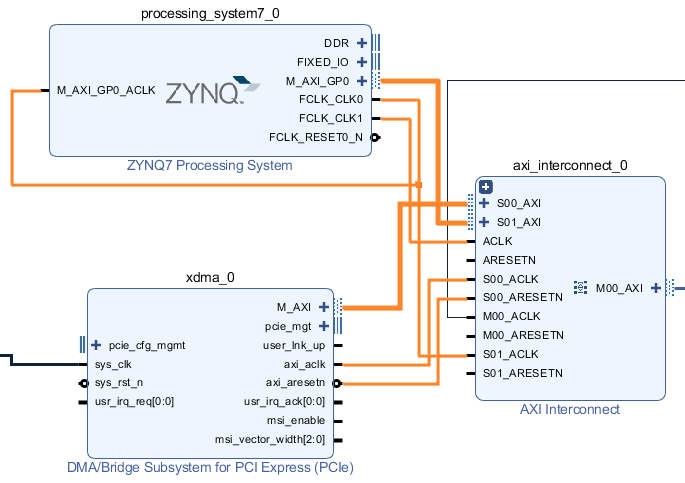 processing_system7_0
DDR
FIXED_IO
M_AXI_GP0
M_AXI_GP0_ACLK
ZYNQ
FCLK_CLK0
FCLK_CLK1
FCLK_RESET0_N
ZYNQ7 Processing System
axi_interconnect_0
S00_AXI
S01_AXI
ACLK
ARESETN
S00_ACLK
S00_ARESETN
M00_AXI
M00_ACLK
M00_ARESETN
S01_ACLK
S01_ARESETN
AXI Interconnect
xdma_0
M_AXI
pcie_mgt
pcie_cfg_mgmt
user_lnk_up
sys_clk
axi_aclk
sys_rst_n
axi_aresetn
usr_irq_req[0:0]
usr_irq_ack[0:0]
msi_enable
msi_vector_width[2:0]
DMA/Bridge Subsystem for PCI Express (PCIe)